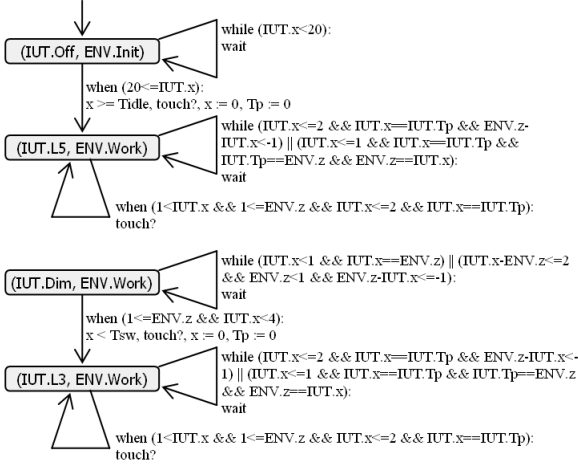 while (IUT.x<20):
wait
(IUT.Off, ENV.Init)
when (20<=IUT.x):
x >= Tidle, touch?, x := 0, Tp := 0
while (IUT.x<=2 && IUT.x==IUT.Tp && ENV.z-
IUT.x<-1) || (IUT.x<=1 && IUT.x==IUT.Tp &&
IUT.Tp==ENV.z && ENV.z==IUT.x):
wait
(IUT.L5, ENV.Work)
when (1<IUT.x && 1<=ENV.z && IUT.x<=2 && IUT.x==IUT.Tp):
touch?
while (IUT.x<1 && IUT.x==ENV.z) || (IUT.x-ENV.z<=2
&& ENV.z<1 && ENV.z-IUT.x<=-1):
wait
(IUT.Dim, ENV.Work)
when (1<=ENV.z && IUT.x<4):
x < Tsw, touch?, x := 0, Tp := 0
while (IUT.x<=2 && IUT.x==IUT.Tp && ENV.z-IUT.x<-
1) || (IUT.x<=1 && IUT.x==IUT.Tp && IUT.Tp==ENV.z
&& ENV.z==IUT.x):
wait
(IUT.L3, ENV.Work)
when (1<IUT.x && 1<=ENV.z && IUT.x<=2 && IUT.x==IUT.Tp):
touch?